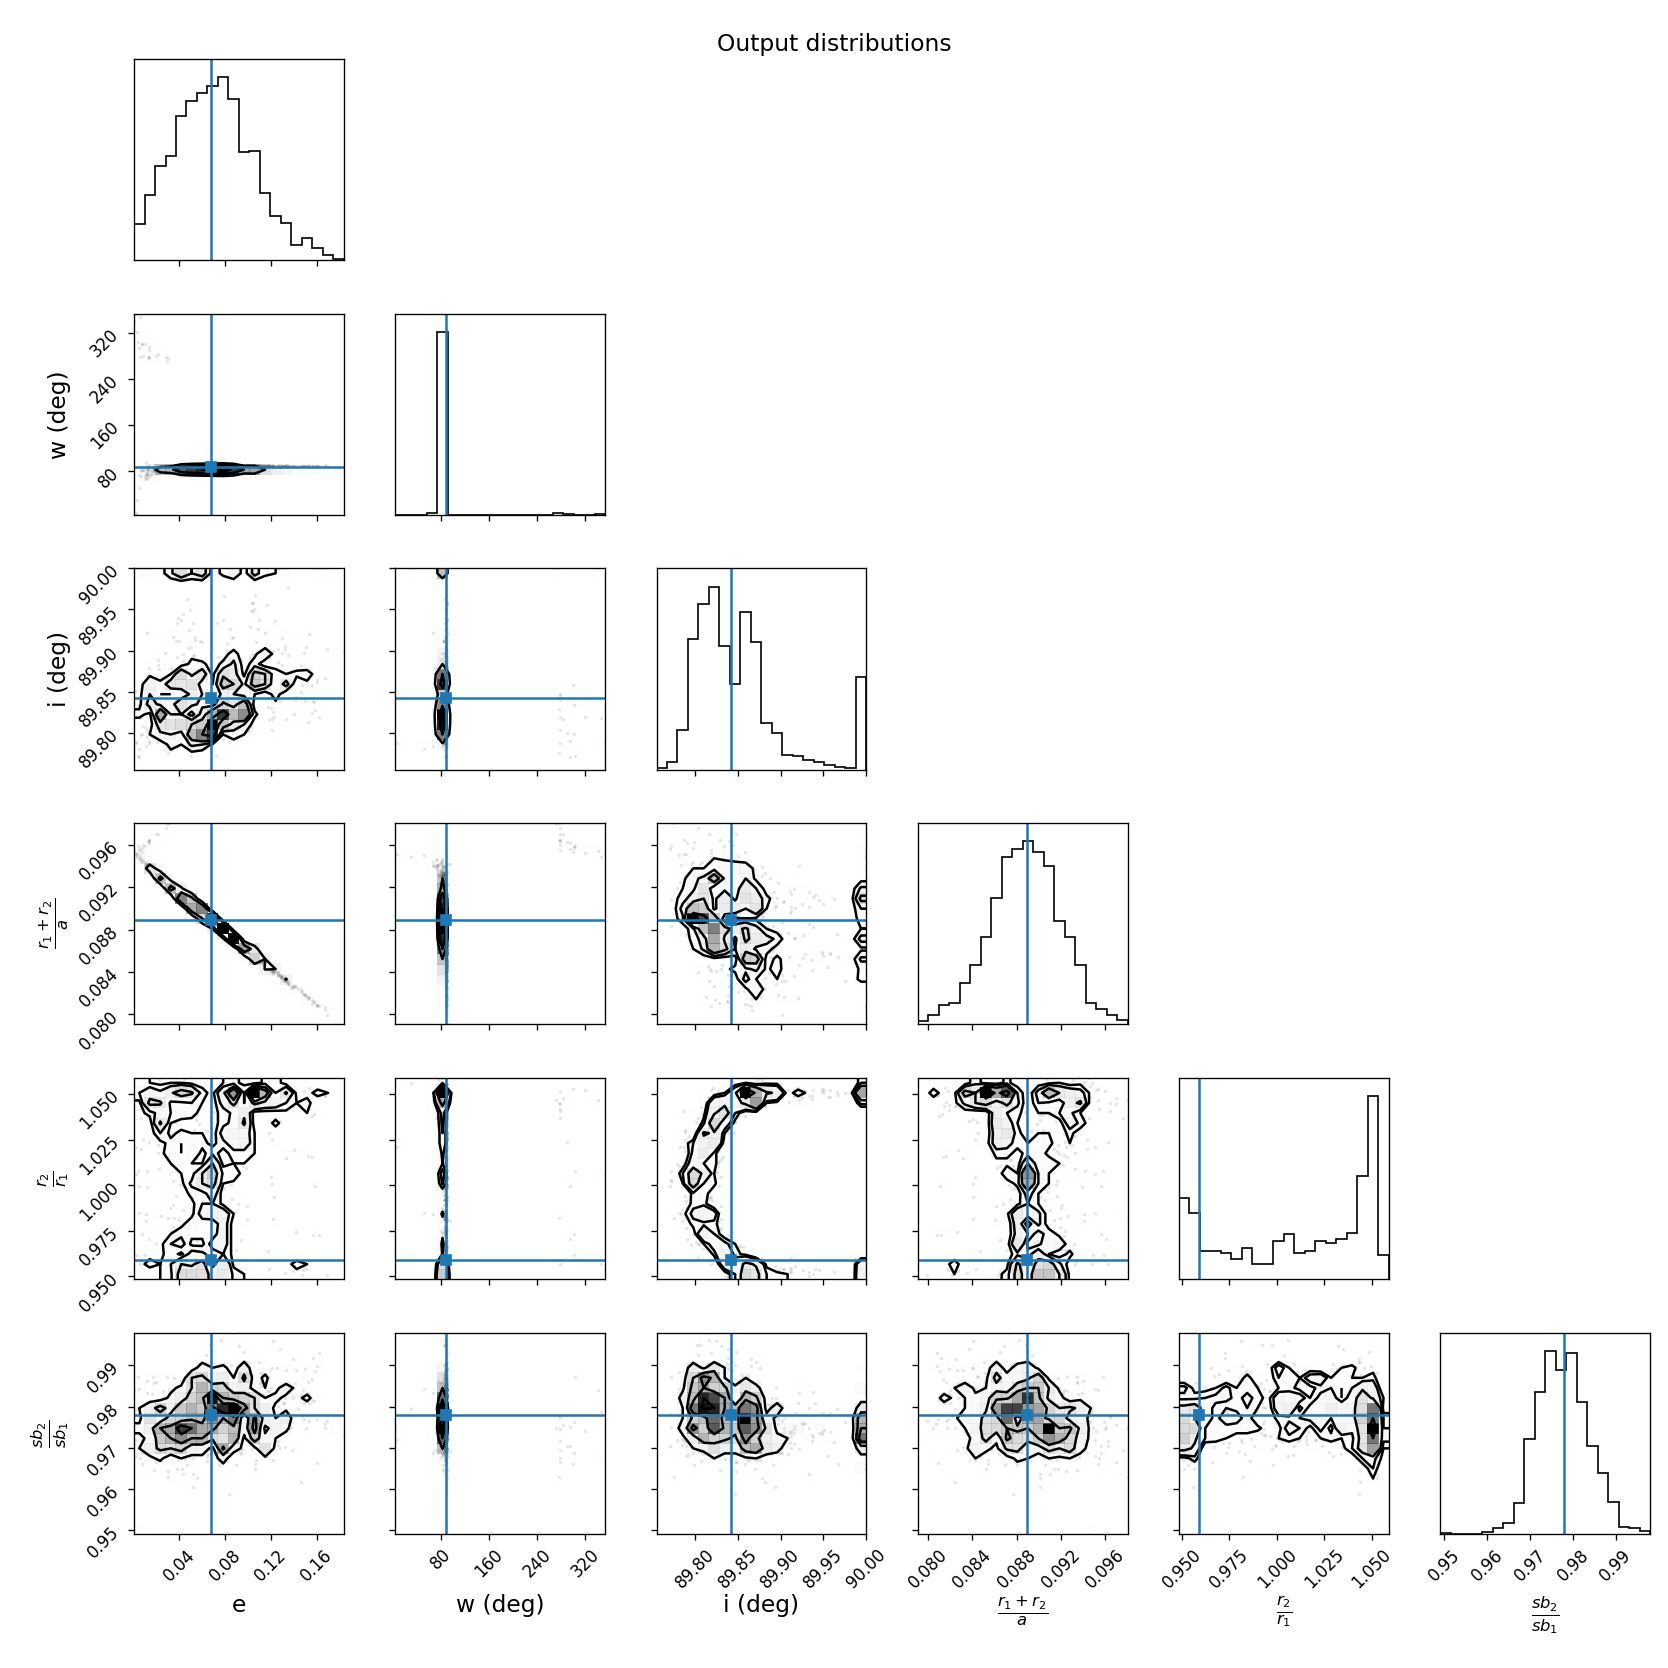 Output distributions
320
240
160
80
w (deg)
90.00
89.95
89.90
89.85
89.80
i (deg)
0.096
0.092
0.088
0.084
0.080
r₁ + r₂
a
1.050
1.025
1.000
0.975
0.950
r₂
r₁
0.99
0.98
0.97
0.96
0.95
sb₂
sb₁
0.04 0.08 0.12 0.16
80 160 240 320
89.80 89.85 89.90 89.95 90.00
0.080 0.084 0.088 0.092 0.096
0.950 0.975 1.000 1.025 1.050
0.95 0.96 0.97 0.98 0.99
e
w (deg)
i (deg)
r₁ + r₂
a
r₂
r₁
sb₂
sb₁